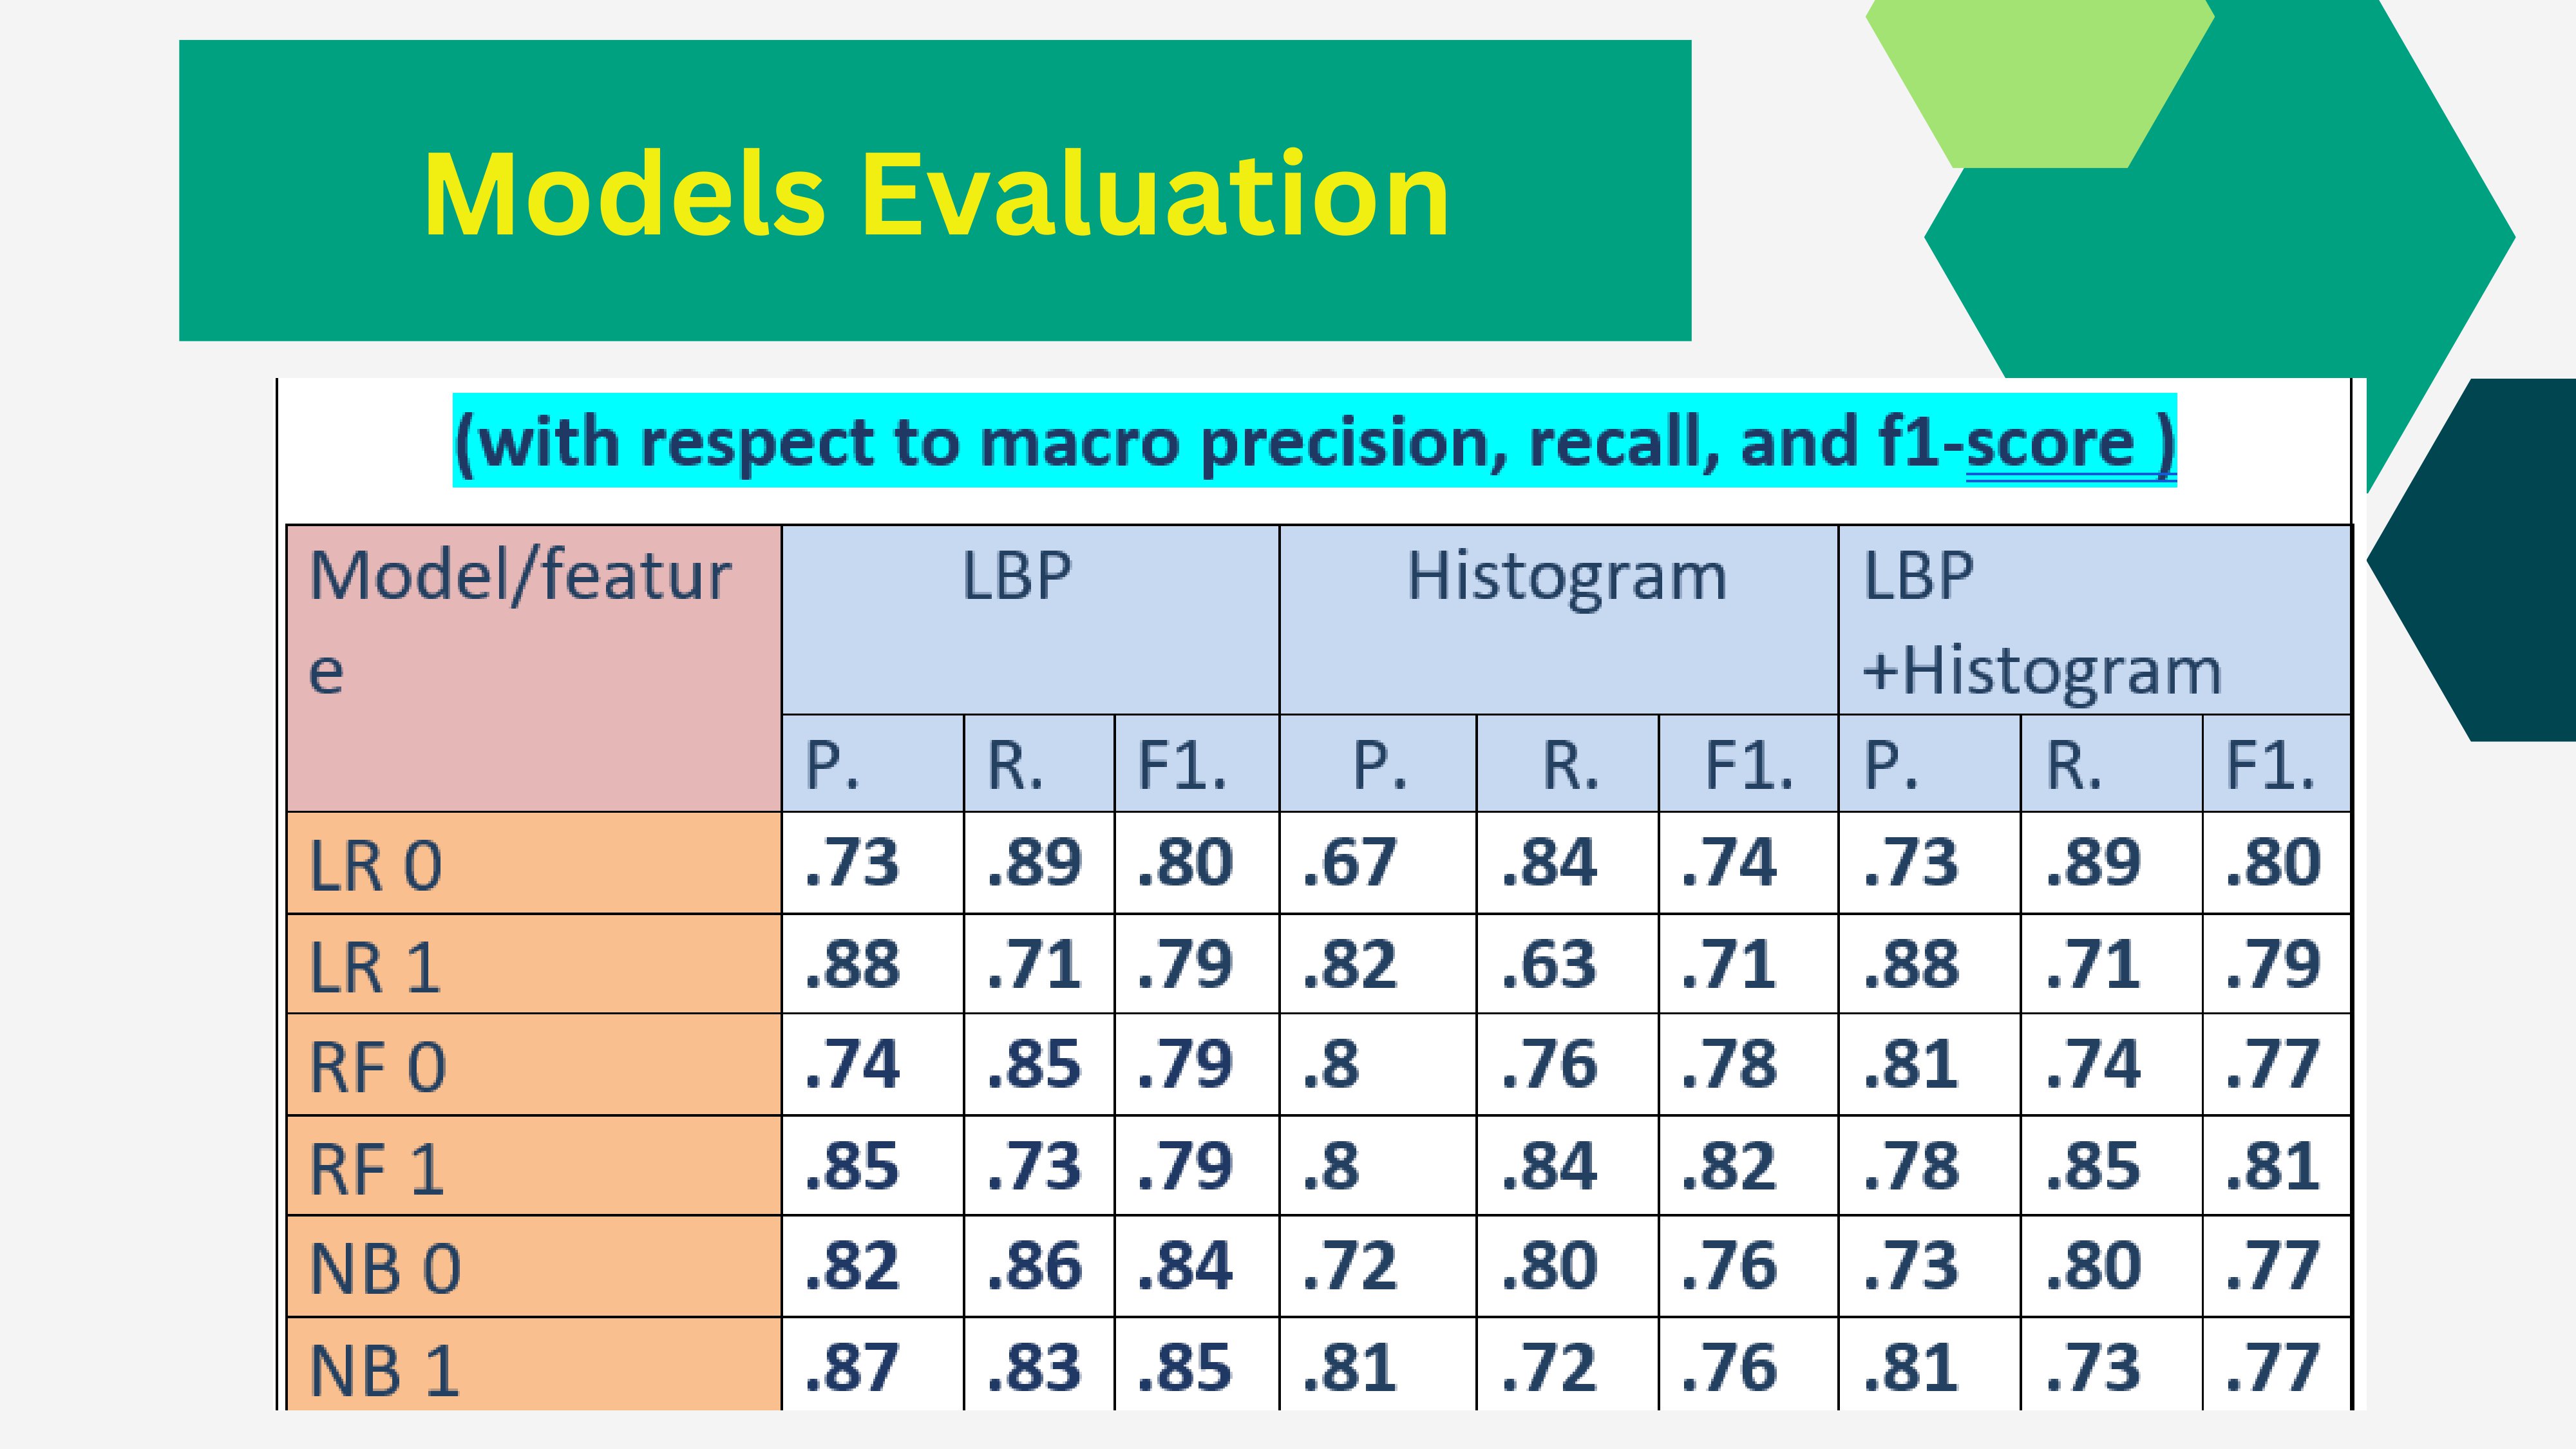 Models Evaluation
(with respect to macro precision, recall, and f1-score )
Model/featur
e
LBP
Histogram
LBP
+Histogram
P. R. F1. P. R. F1. P. R. F1.
LR 0 .73 .89 .80 .67 .84 .74 .73 .89 .80
LR 1 .88 .71 .79 .82 .63 .71 .88 .71 .79
RF 0 .74 .85 .79 .8 .76 .78 .81 .74 .77
RF 1 .85 .73 .79 .8 .84 .82 .78 .85 .81
NB 0 .82 .86 .84 .72 .80 .76 .73 .80 .77
NB 1 .87 .83 .85 .81 .72 .76 .81 .73 .77